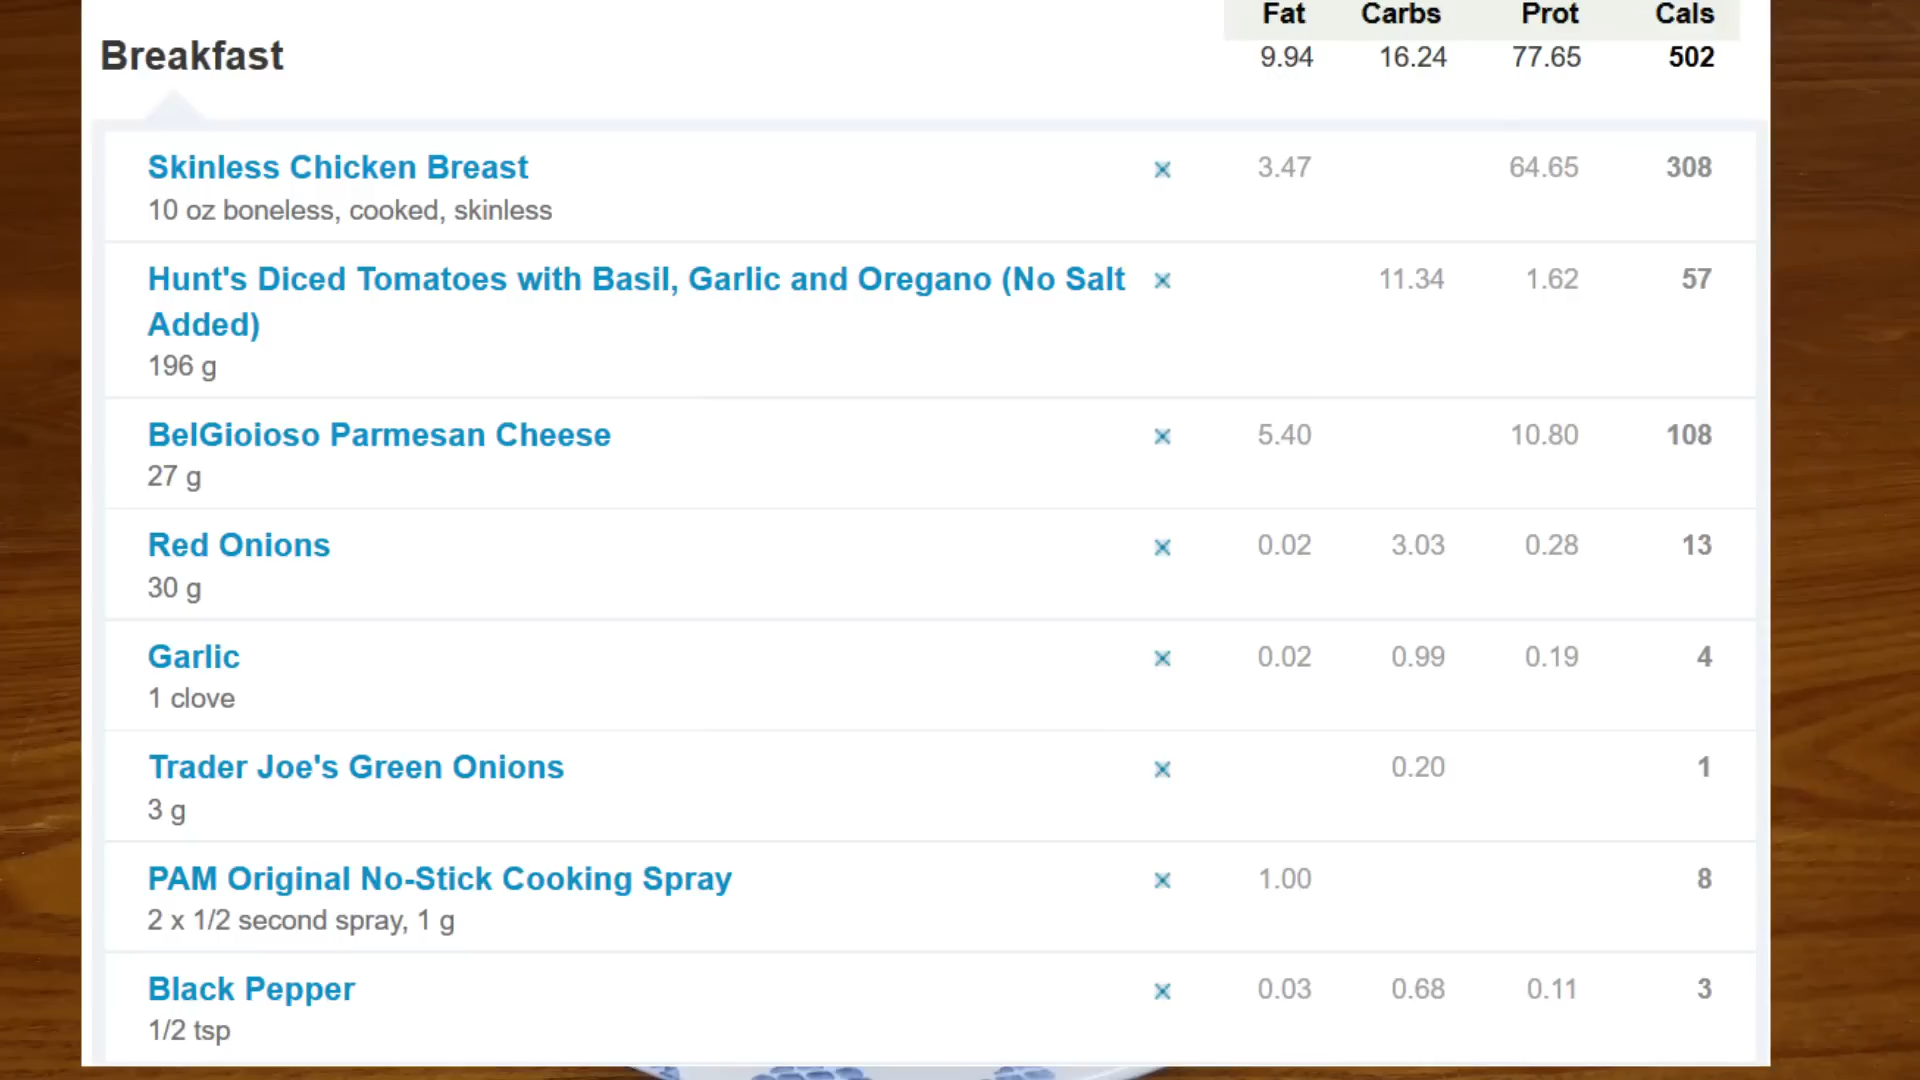 Fat Carbs Prot Cals
Breakfast 9.94 16.24 77.65 502
Skinless Chicken Breast 3.47 64.65 308
10 oz boneless, cooked, skinless
Hunt's Diced Tomatoes with Basil, Garlic and Oregano (No Salt 11.34 1.62 57
Added)
196 g
BelGioioso Parmesan Cheese 5.40 10.80 108
27 g
Red Onions 0.02 3.03 0.28 13
30 g
Garlic 0.02 0.99 0.19 4
1 clove
Trader Joe's Green Onions 0.20 1
3 g
PAM Original No-Stick Cooking Spray 1.00 8
2 x 1/2 second spray, 1 g
Black Pepper 0.03 0.68 0.11 3
1/2 tsp